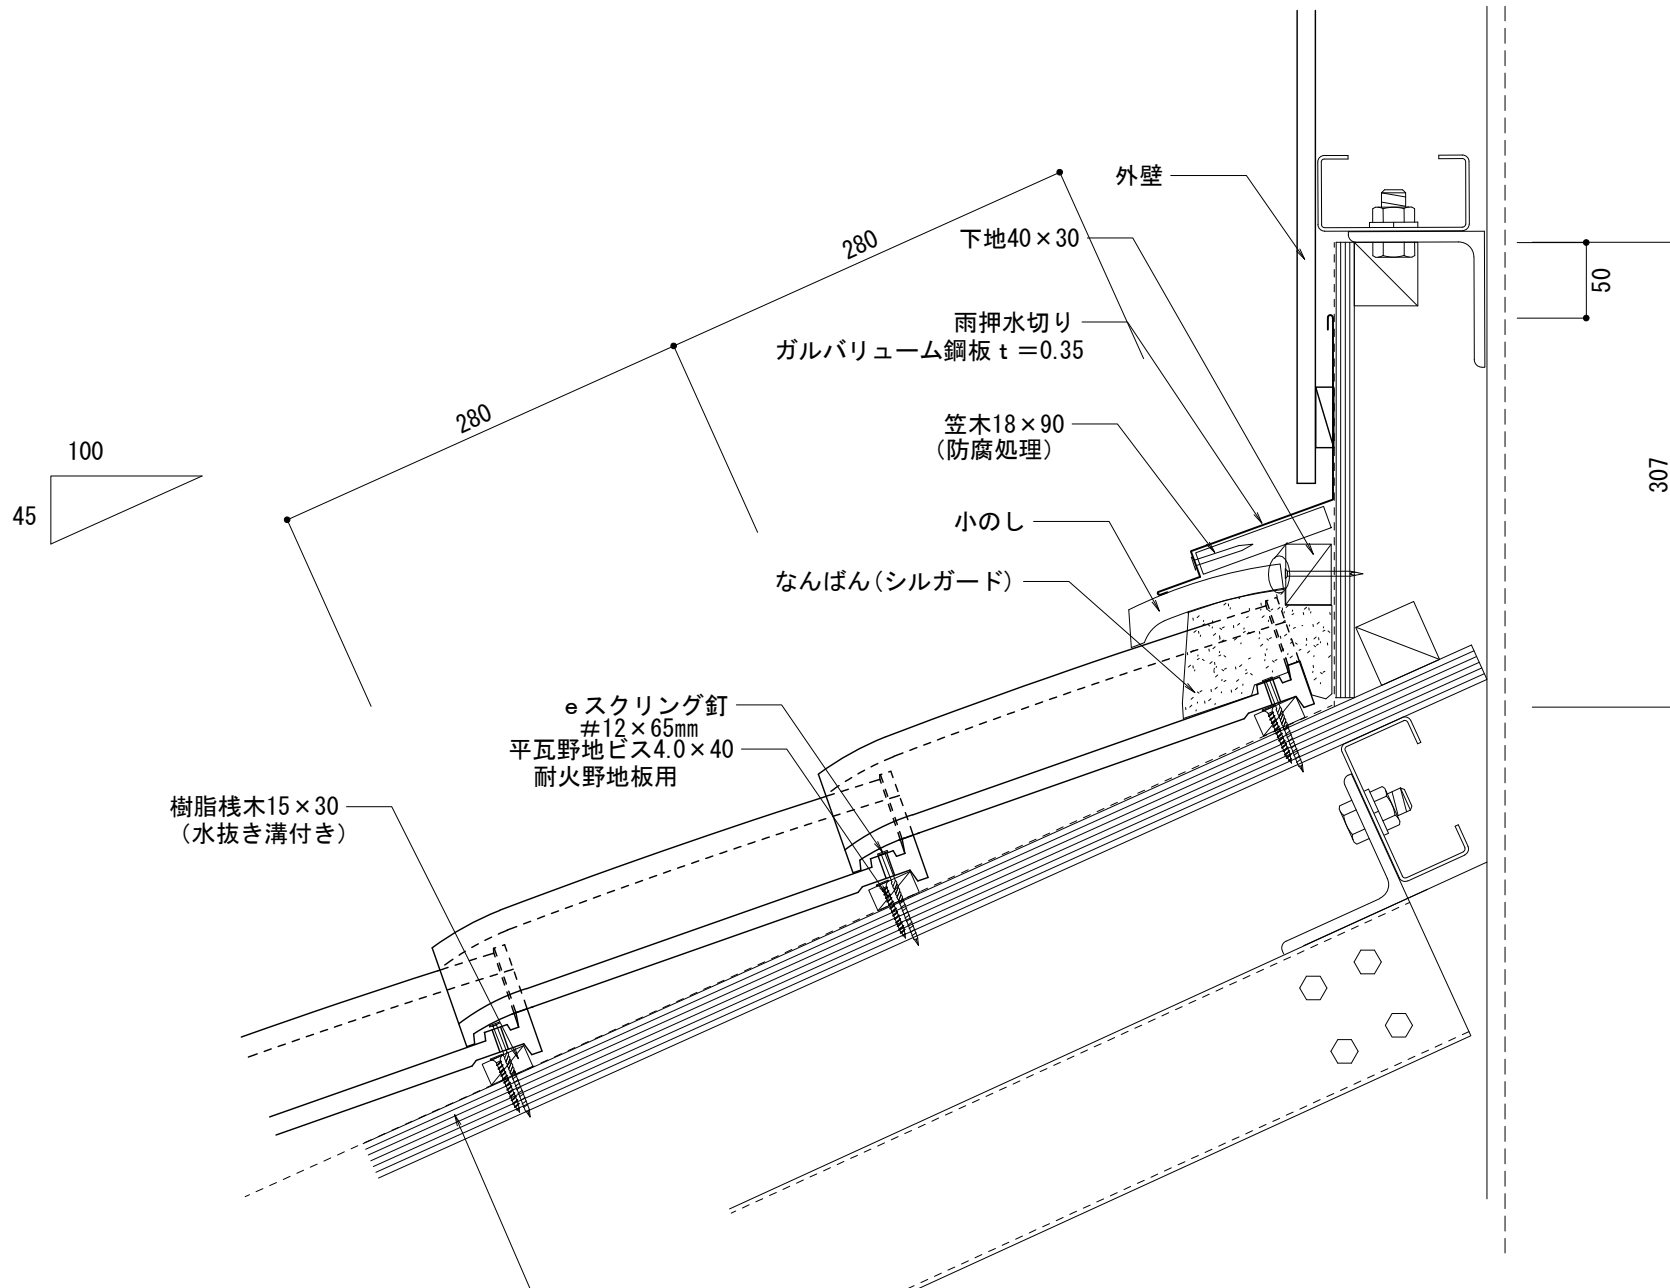 外壁
280
下地40×30
50
雨押水切り
ガルバリューム鋼板ｔ＝0.35
280
笠木18×90
(防腐処理)
100
45
307
小のし
なんばん(シルガード)
ｅスクリング釘
＃12×65㎜
平瓦野地ビス4.0×40
耐火野地板用
樹脂桟木15×30
(水抜き溝付き)